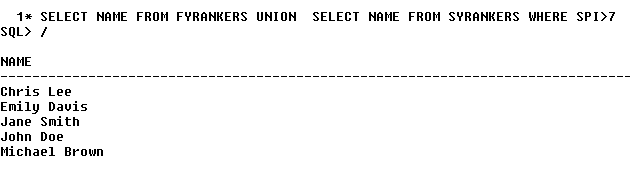 1* SELECT NAME FROM FYRANKERS UNION  SELECT NAME FROM SYRANKERS WHERE SPI>7
SQL> /
NAME
--------------------------------------------------------------------------------
Chris Lee
Emily Davis
Jane Smith
John Doe
Michael Brown